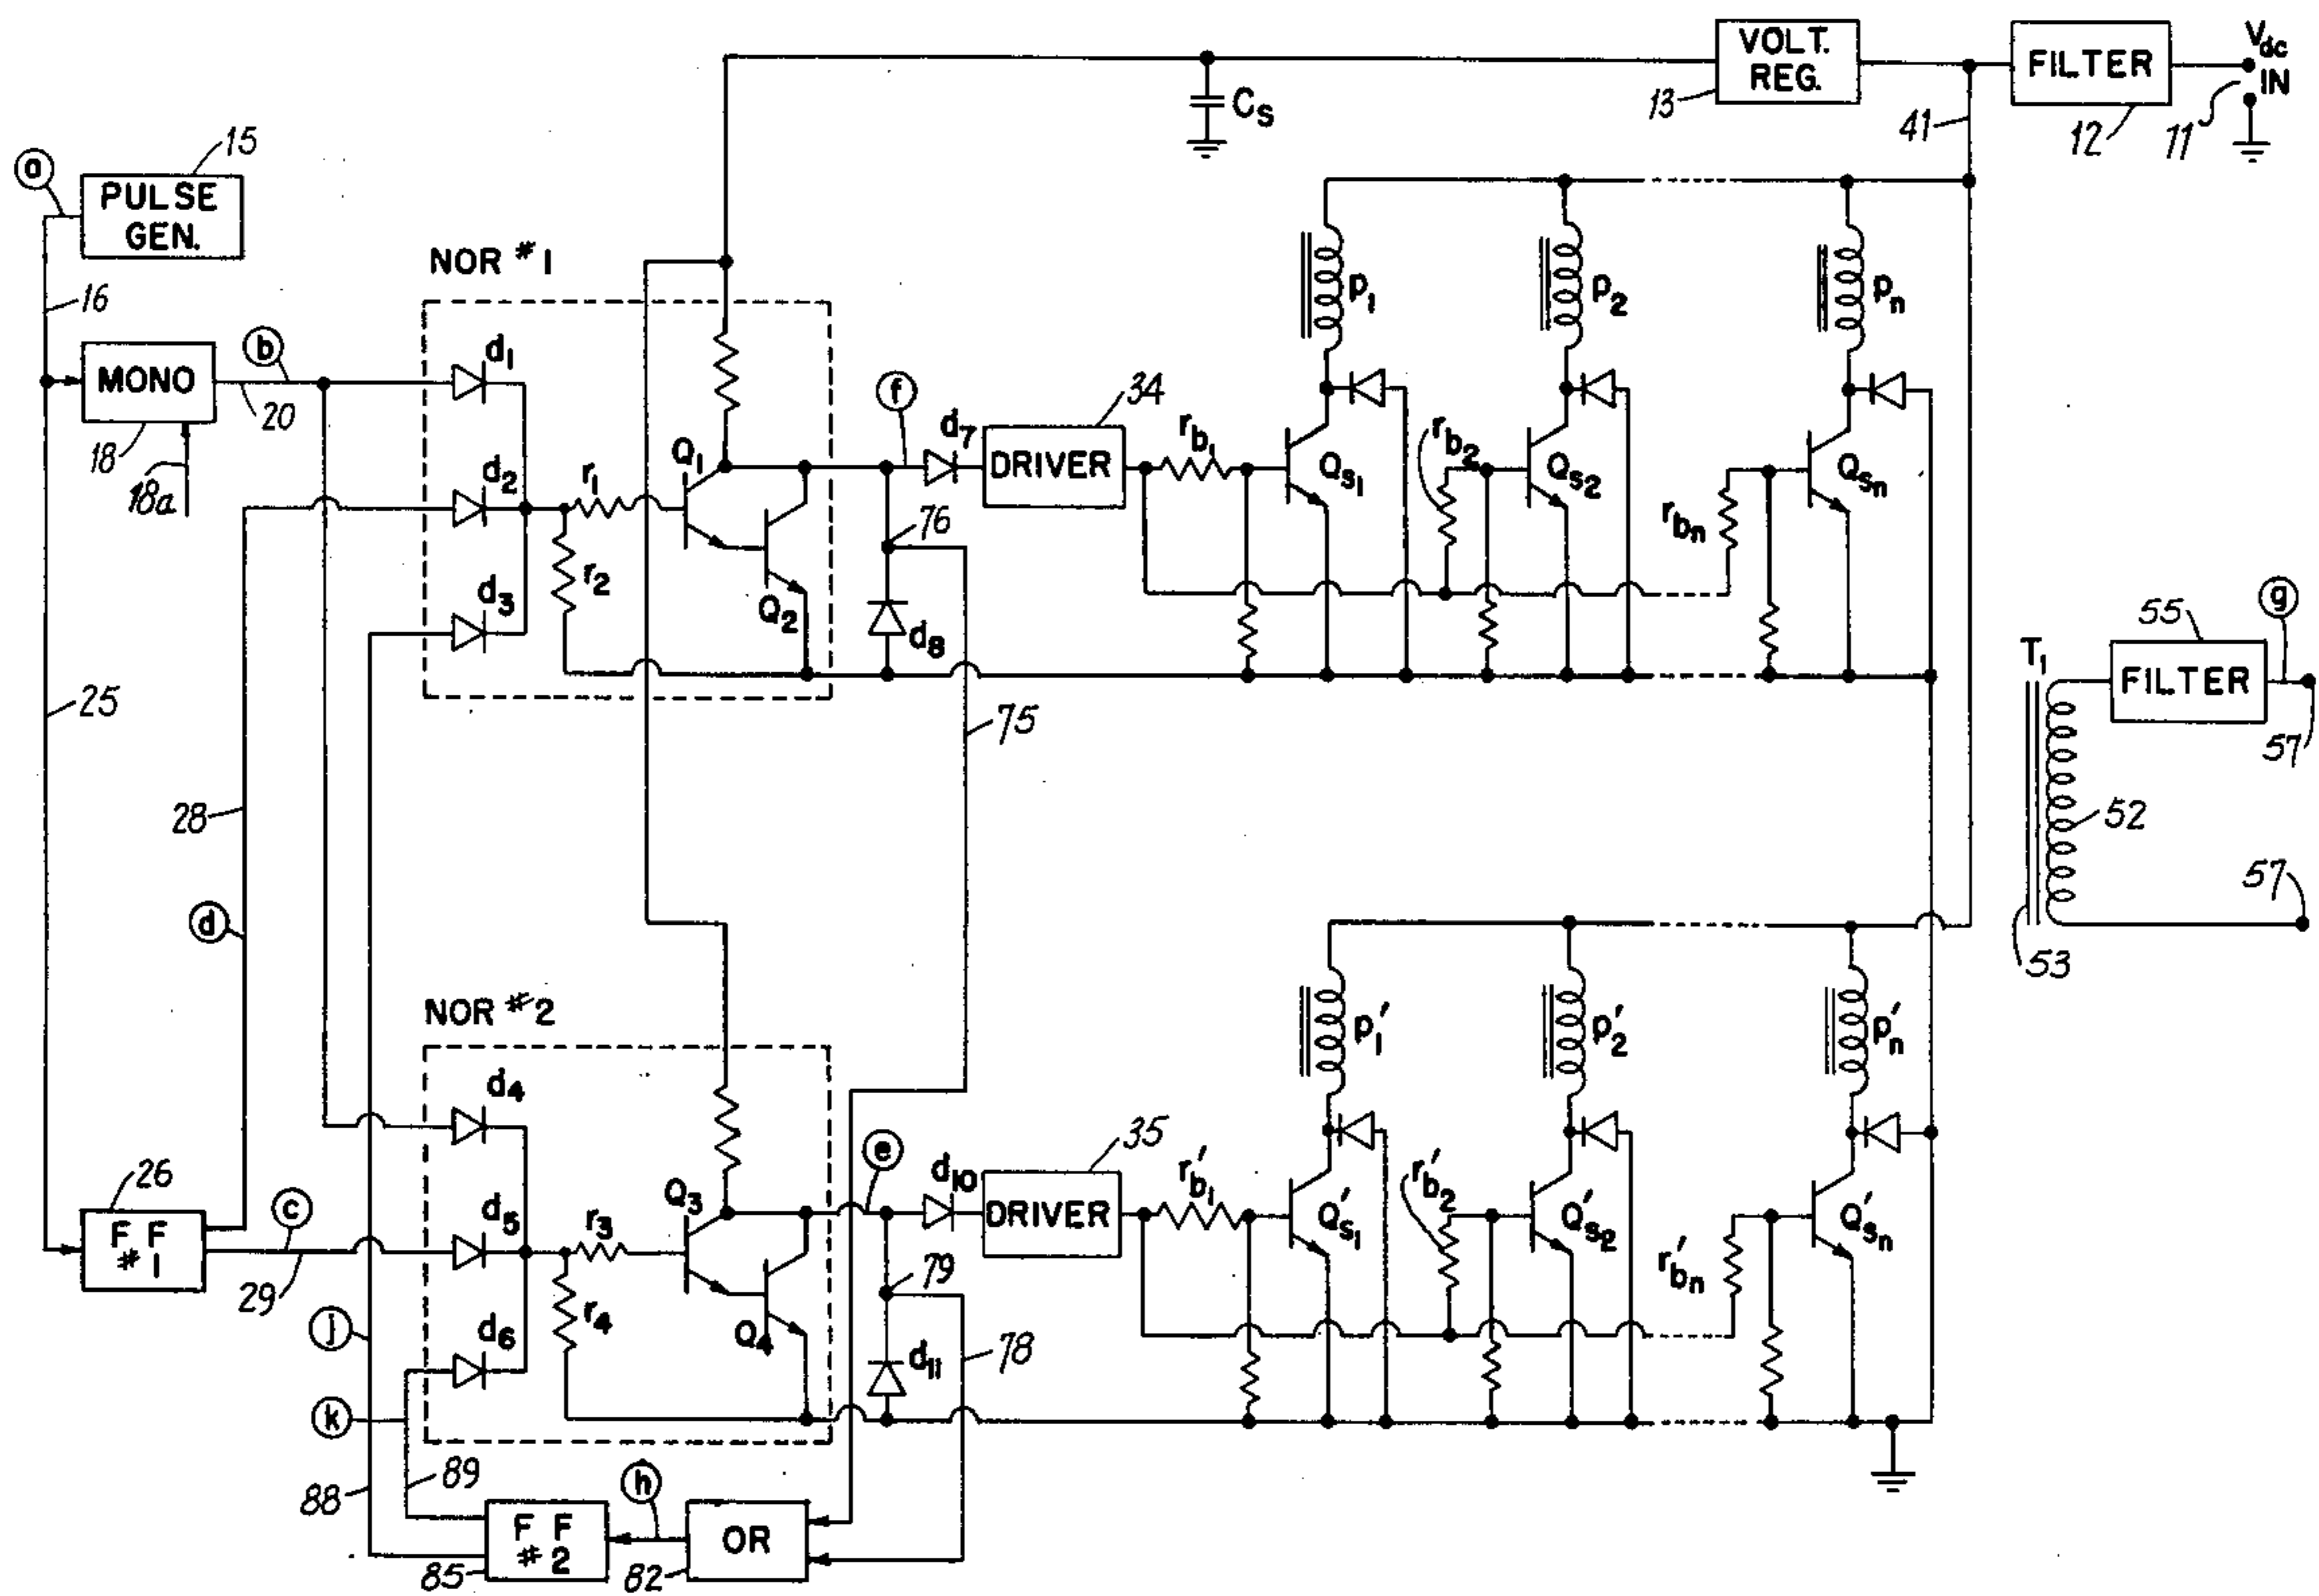 VOLT.
REG.
13
FILTER
12
Vdc
IN
11
41
CS
a
15
PULSE
GEN.
16
MONO
18
18a
b
20
25
28
d
26
F F
#1
c
29
j
k
88
89
NOR #1
d1
d2
d3
r1
r2
Q1
Q2
f
d7
76
d8
34
DRIVER
rb1
rb2
rbn
p1
p2
pn
Qs1
Qs2
Qsn
75
T1
55
FILTER
g
57
52
57
53
NOR #2
d4
d5
d6
r3
r4
Q3
Q4
e
d10
79
d11
78
35
DRIVER
r'b1
r'b2
r'bn
p'1
p'2
p'n
Q's1
Q's2
Q'sn
F F
#2
85
h
OR
82